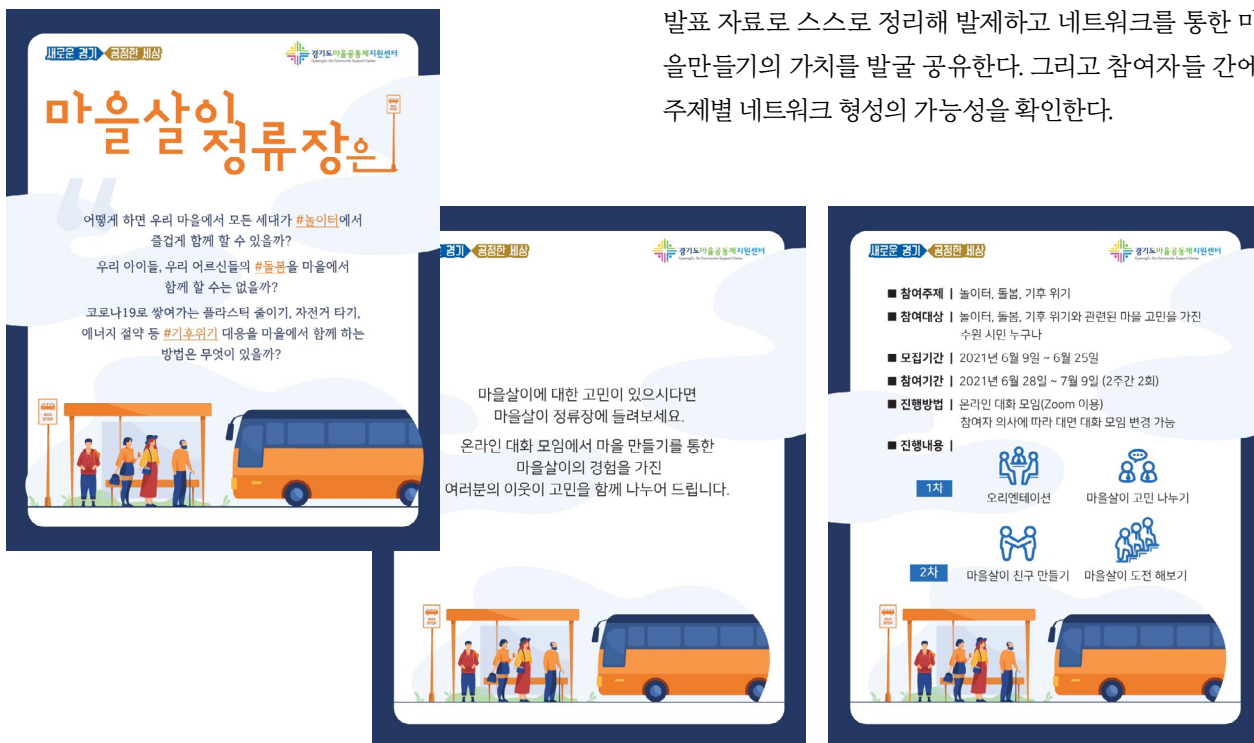 발표 자료로 스스로 정리해 발제하고 네트워크를 통한 마
을만들기의 가치를 발굴 공유한다. 그리고 참여자들 간에
주제별 네트워크 형성의 가능성을 확인한다.
새로운 경기 공정한 세상
경기도마을공동체지원센터
마을살이 정류장은
BUS
STOP
어떻게 하면 우리 마을에서 모든 세대가 #놀이터에서
즐겁게 함께 할 수 있을까?
우리 아이들, 우리 어르신들의 #돌봄을 마을에서
함께 할 수는 없을까?
코로나19로 쌓여가는 플라스틱 줄이기, 자전거 타기,
에너지 절약 등 #기후위기 대응을 마을에서 함께 하는
방법은 무엇이 있을까?
BUS
STOP
경기 공정한 세상
경기도마을공동체지원센터
마을살이에 대한 고민이 있으시다면
마을살이 정류장에 들려보세요.
온라인 대화 모임에서 마을 만들기를 통한
마을살이의 경험을 가진
여러분의 이웃이 고민을 함께 나누어 드립니다.
BUS
STOP
새로운 경기 공정한 세상
경기도마을공동체지원센터
■ 참여주제 | 놀이터, 돌봄, 기후 위기
■ 참여대상 | 놀이터, 돌봄, 기후 위기와 관련된 마을 고민을 가진
수원 시민 누구나
■ 모집기간 | 2021년 6월 9일 ~ 6월 25일
■ 참여기간 | 2021년 6월 28일 ~ 7월 9일 (2주간 2회)
■ 진행방법 | 온라인 대화 모임(Zoom 이용)
참여자 의사에 따라 대면 대화 모임 변경 가능
■ 진행내용 |
1차
오리엔테이션 마을살이 고민 나누기
2차
마을살이 친구 만들기 마을살이 도전 해보기
BUS
STOP